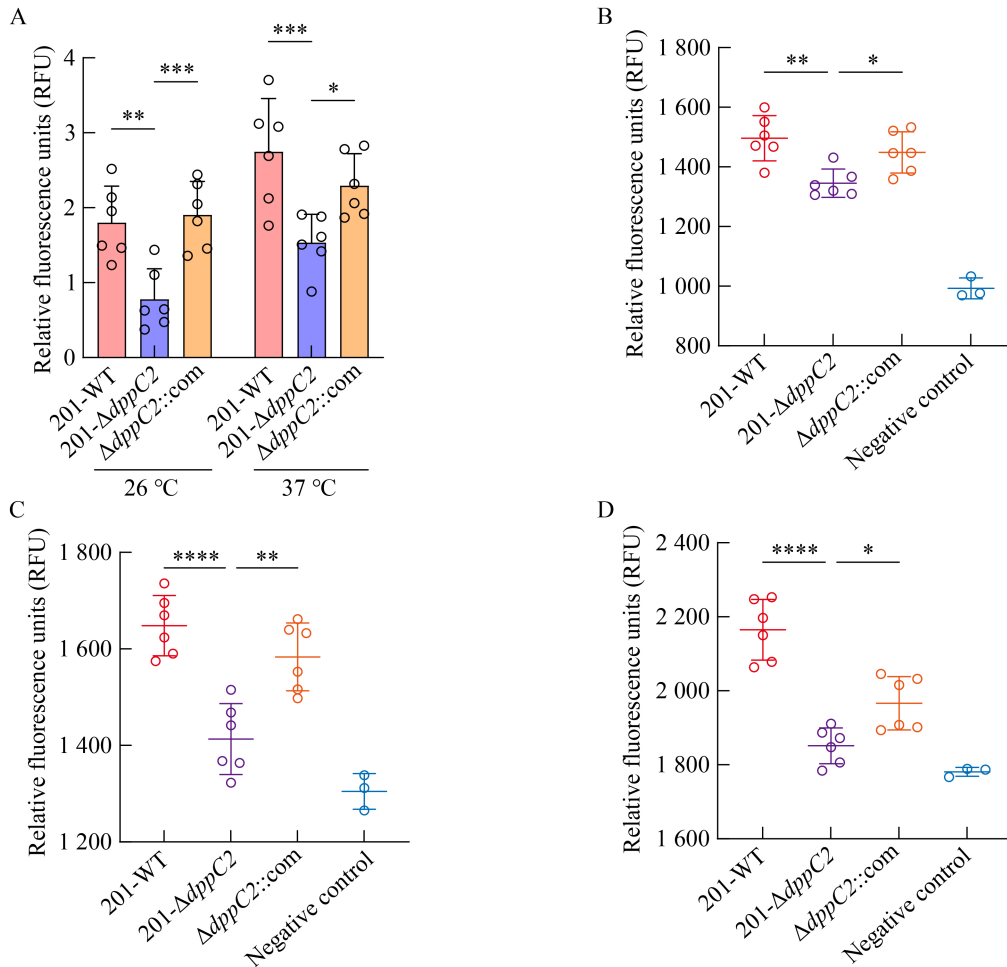 A
Relative fluorescence units (RFU)
4
3
2
1
0
**
***
***
*
201-WT
201-ΔdppC2
ΔdppC2::com
201-WT
201-ΔdppC2
ΔdppC2::com
26 ℃
37 ℃
B
Relative fluorescence units (RFU)
1 800
1 600
1 400
1 200
1 000
800
**
*
201-WT
201-ΔdppC2
ΔdppC2::com
Negative control
C
Relative fluorescence units (RFU)
1 800
1 600
1 400
1 200
****
**
201-WT
201-ΔdppC2
ΔdppC2::com
Negative control
D
Relative fluorescence units (RFU)
2 400
2 200
2 000
1 800
1 600
****
*
201-WT
201-ΔdppC2
ΔdppC2::com
Negative control